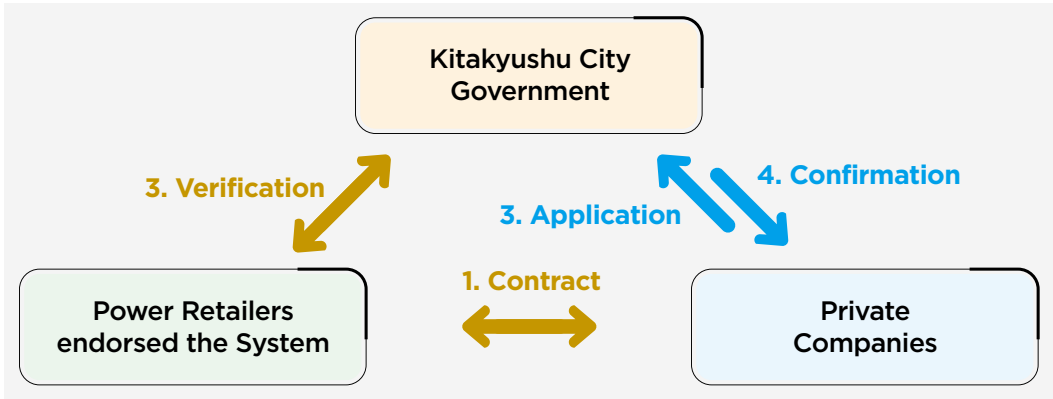 Kitakyushu City
Government
3. Verification
4. Confirmation
3. Application
1. Contract
Power Retailers
endorsed the System
Private
Companies